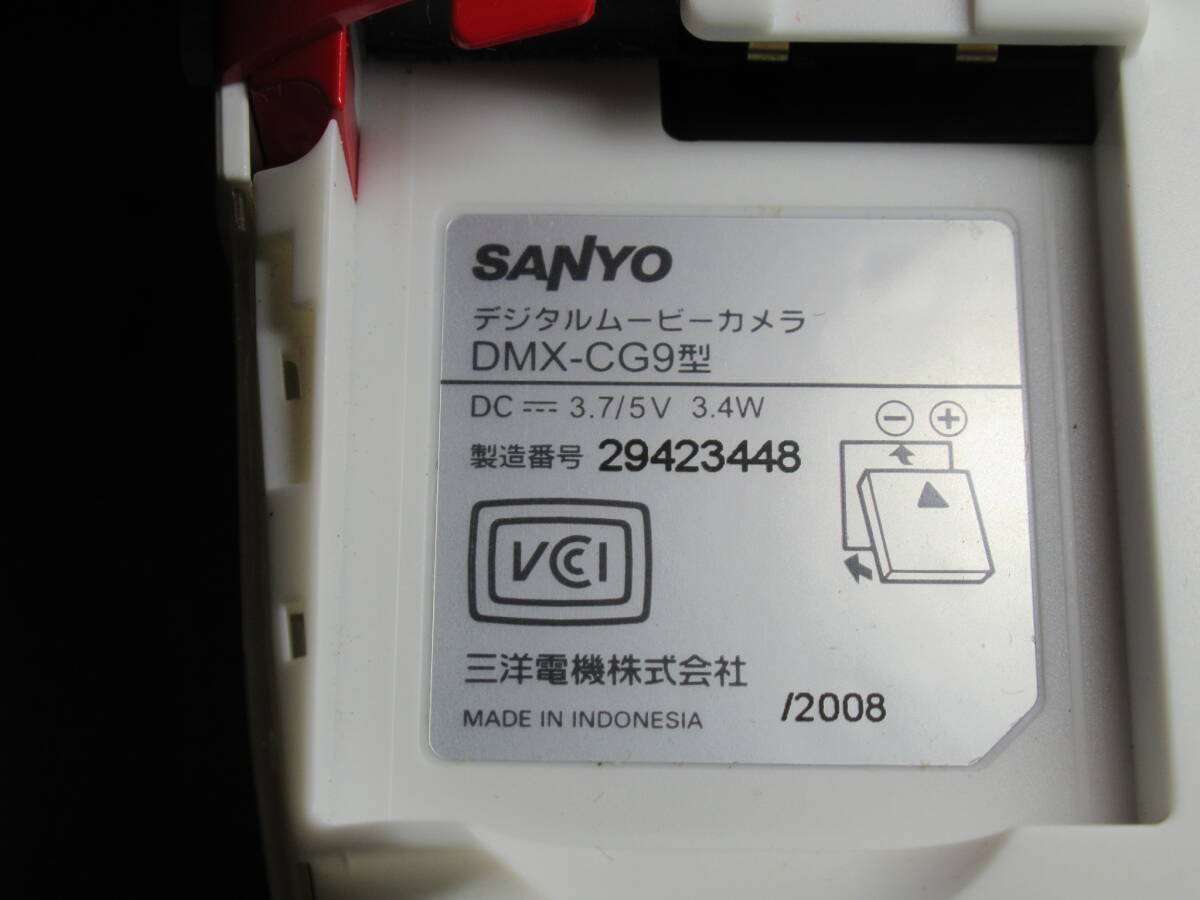 SANYO
デジタルムービーカメラ
DMX-CG9型
DC ⎓ 3.7/5V 3.4W
製造番号 29423448
⊖ ⊕
VCCI
三洋電機株式会社
MADE IN INDONESIA /2008